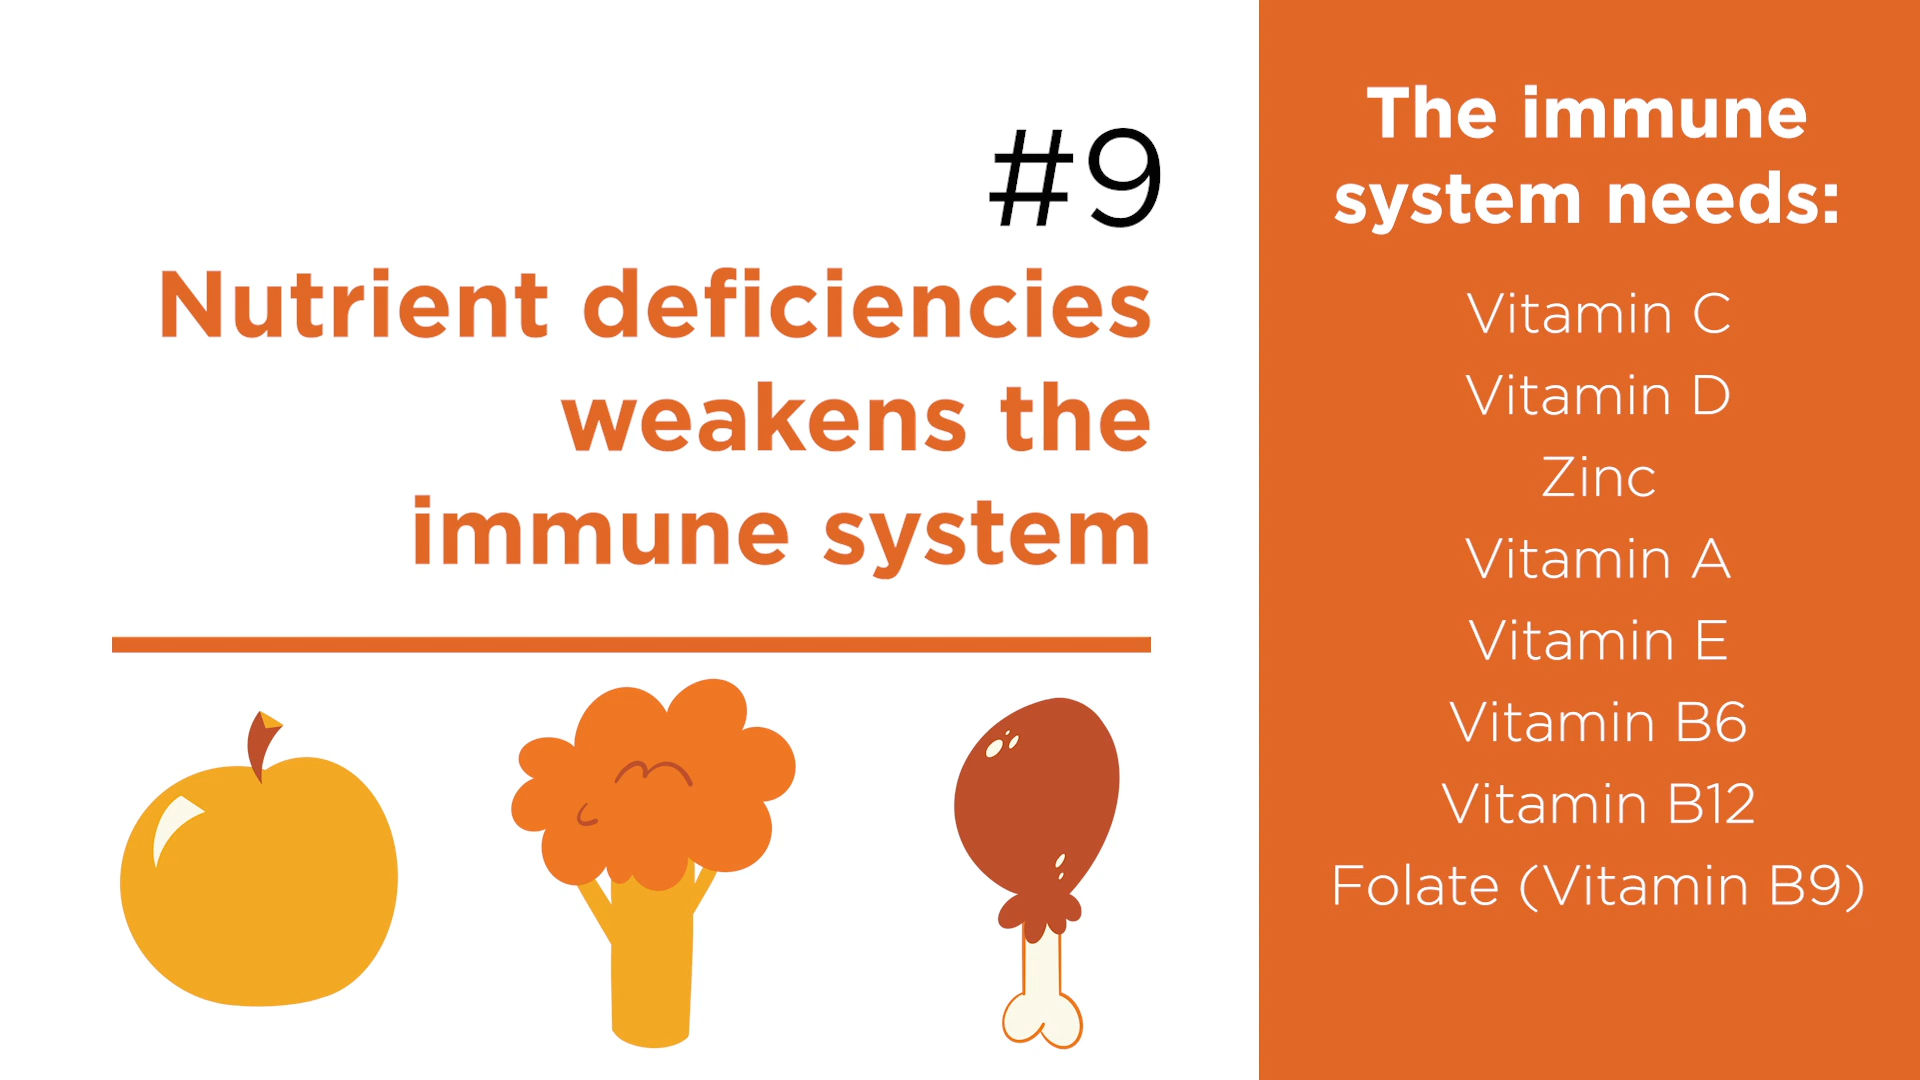 #9
Nutrient deficiencies
weakens the
immune system
The immune
system needs:
Vitamin C
Vitamin D
Zinc
Vitamin A
Vitamin E
Vitamin B6
Vitamin B12
Folate (Vitamin B9)